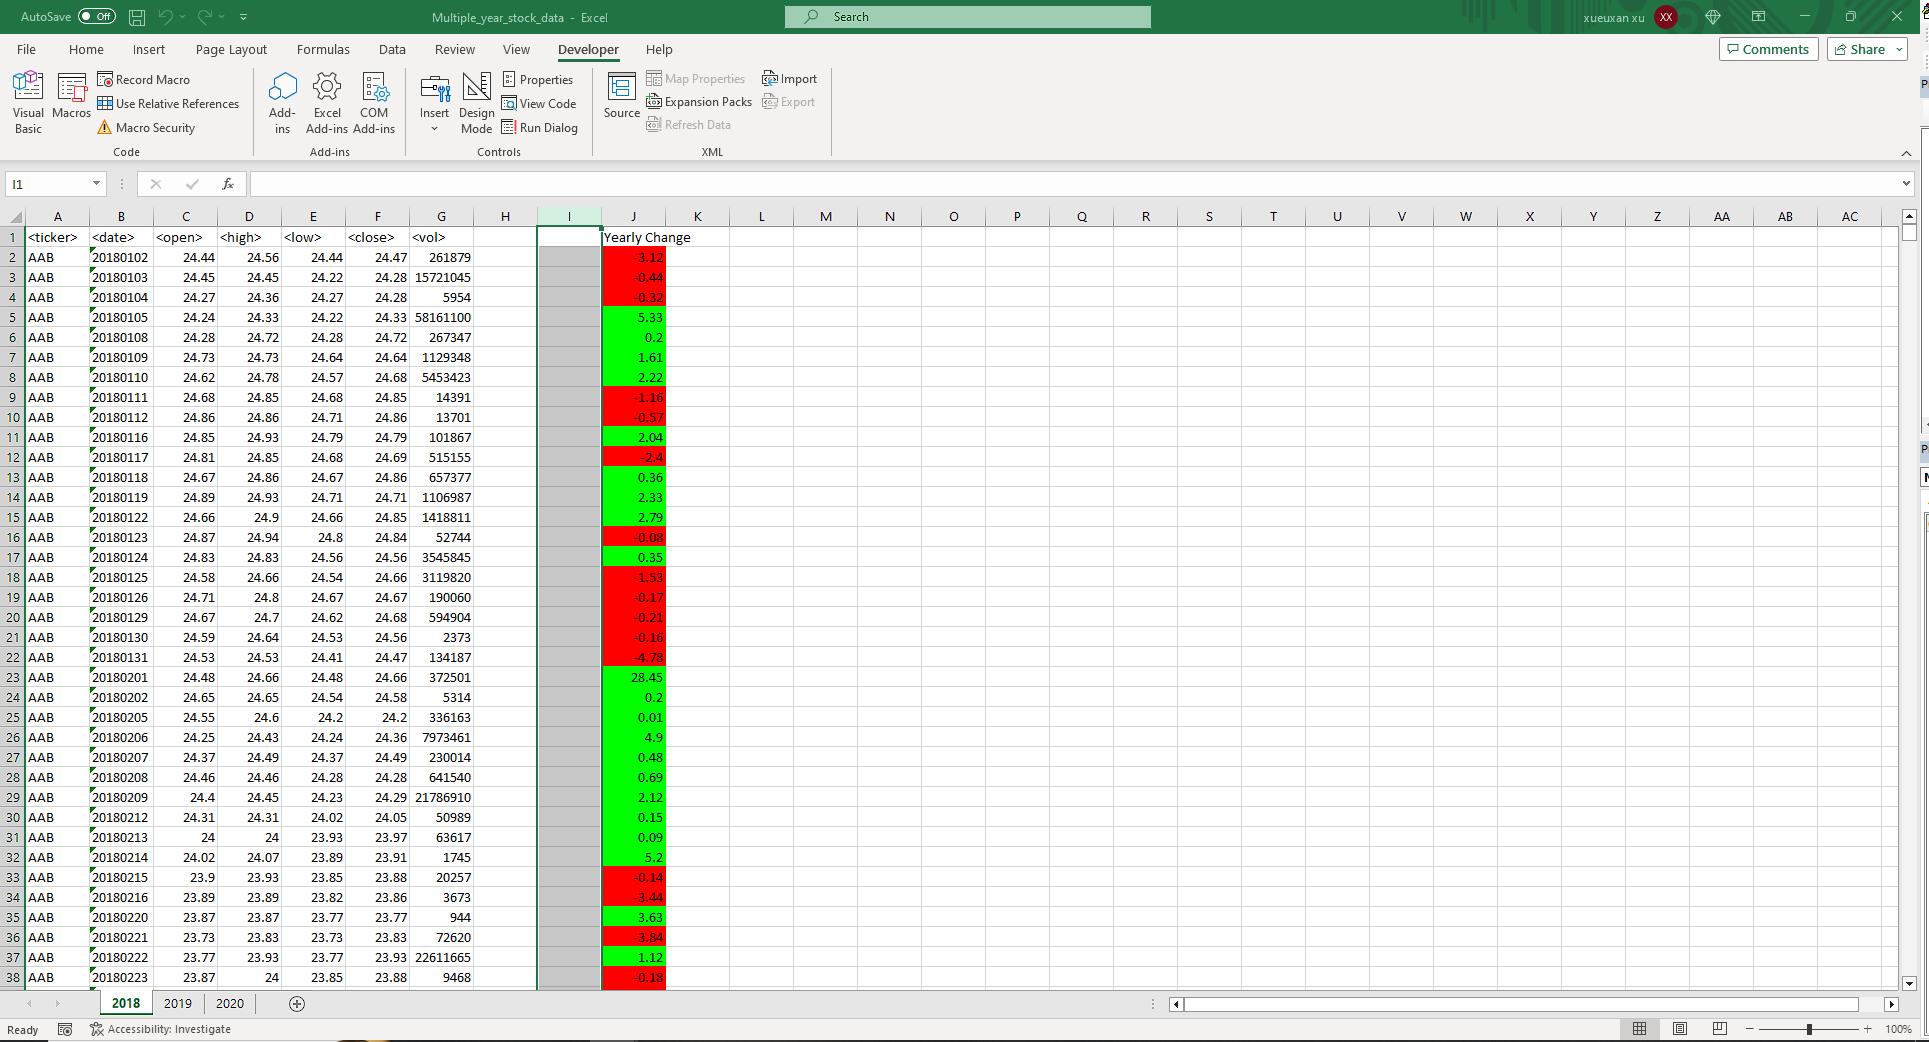 AutoSave Off Multiple_year_stock_data - Excel Search xueuxan xu XX
File Home Insert Page Layout Formulas Data Review View Developer Help Comments Share
Visual Basic Macros Record Macro Use Relative References Macro Security
Add-ins Excel Add-ins COM Add-ins
Insert Design Mode Properties View Code Run Dialog
Source Map Properties Expansion Packs Refresh Data Import Export
Code Add-ins Controls XML
I1 fx
A B C D E F G H I J K L M N O P Q R S T U V W X Y Z AA AB AC
1 <ticker> <date> <open> <high> <low> <close> <vol> Yearly Change
2 AAB 20180102 24.44 24.56 24.44 24.47 261879 -3.12
3 AAB 20180103 24.45 24.45 24.22 24.28 15721045 -0.44
4 AAB 20180104 24.27 24.36 24.27 24.28 5954 -0.32
5 AAB 20180105 24.24 24.33 24.22 24.33 58161100 5.33
6 AAB 20180108 24.28 24.72 24.28 24.72 267347 0.2
7 AAB 20180109 24.73 24.73 24.64 24.64 1129348 1.61
8 AAB 20180110 24.62 24.78 24.57 24.68 5453423 2.22
9 AAB 20180111 24.68 24.85 24.68 24.85 14391 -1.16
10 AAB 20180112 24.86 24.86 24.71 24.86 13701 -0.57
11 AAB 20180116 24.85 24.93 24.79 24.79 101867 2.04
12 AAB 20180117 24.81 24.85 24.68 24.69 515155 -2.4
13 AAB 20180118 24.67 24.86 24.67 24.86 657377 0.36
14 AAB 20180119 24.89 24.93 24.71 24.71 1106987 2.33
15 AAB 20180122 24.66 24.9 24.66 24.85 1418811 2.79
16 AAB 20180123 24.87 24.94 24.8 24.84 52744 -0.08
17 AAB 20180124 24.83 24.83 24.56 24.56 3545845 0.35
18 AAB 20180125 24.58 24.66 24.54 24.66 3119820 -1.53
19 AAB 20180126 24.71 24.8 24.67 24.67 190060 -0.17
20 AAB 20180129 24.67 24.7 24.62 24.68 594904 -0.21
21 AAB 20180130 24.59 24.64 24.53 24.56 2373 -0.16
22 AAB 20180131 24.53 24.53 24.41 24.47 134187 -4.78
23 AAB 20180201 24.48 24.66 24.48 24.66 372501 28.45
24 AAB 20180202 24.65 24.65 24.54 24.58 5314 0.2
25 AAB 20180205 24.55 24.6 24.2 24.2 336163 0.01
26 AAB 20180206 24.25 24.43 24.24 24.36 7973461 4.9
27 AAB 20180207 24.37 24.49 24.37 24.49 230014 0.48
28 AAB 20180208 24.46 24.46 24.28 24.28 641540 0.69
29 AAB 20180209 24.4 24.45 24.23 24.29 21786910 2.12
30 AAB 20180212 24.31 24.31 24.02 24.05 50989 0.15
31 AAB 20180213 24 24 23.93 23.97 63617 0.09
32 AAB 20180214 24.02 24.07 23.89 23.91 1745 5.2
33 AAB 20180215 23.9 23.93 23.85 23.88 20257 -0.14
34 AAB 20180216 23.89 23.89 23.82 23.86 3673 -3.44
35 AAB 20180220 23.87 23.87 23.77 23.77 944 3.63
36 AAB 20180221 23.73 23.83 23.73 23.83 72620 -3.84
37 AAB 20180222 23.77 23.93 23.77 23.93 22611665 1.12
38 AAB 20180223 23.87 24 23.85 23.88 9468 -0.18
2018 2019 2020
Ready Accessibility: Investigate 100%